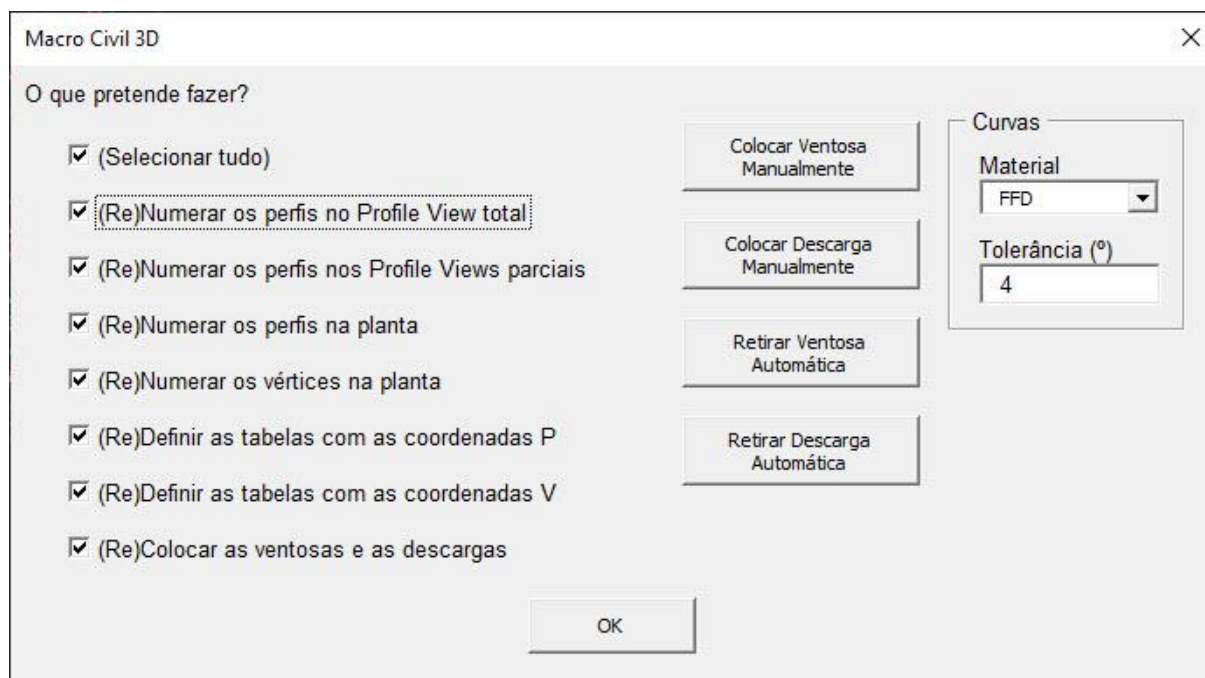 Macro Civil 3D
O que pretende fazer?
(Selecionar tudo)
(Re)Numerar os perfis no Profile View total
(Re)Numerar os perfis nos Profile Views parciais
(Re)Numerar os perfis na planta
(Re)Numerar os vértices na planta
(Re)Definir as tabelas com as coordenadas P
(Re)Definir as tabelas com as coordenadas V
(Re)Colocar as ventosas e as descargas
Colocar Ventosa
Manualmente
Colocar Descarga
Manualmente
Retirar Ventosa
Automática
Retirar Descarga
Automática
Curvas
Material
FFD
Tolerância (º)
4
OK